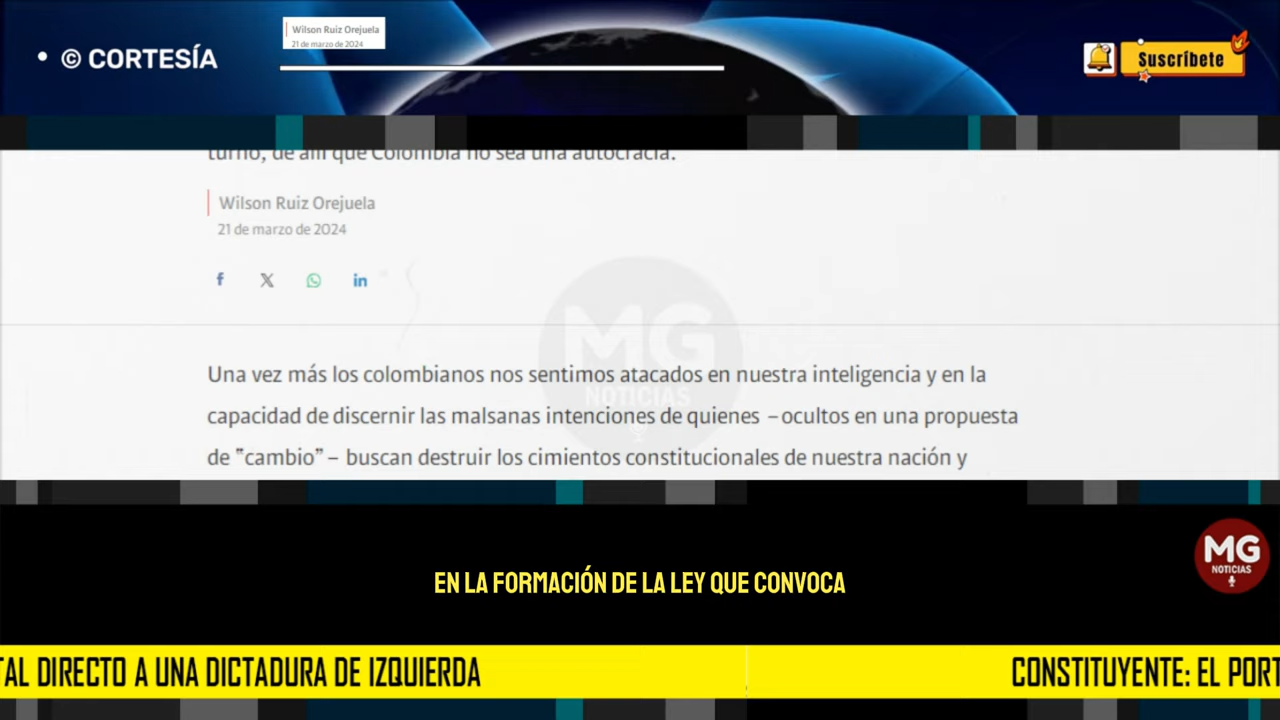 Wilson Ruiz Orejuela
21 de marzo de 2024
• © CORTESÍA
Suscríbete
turno, de allí que Colombia no sea una autocracia.
Wilson Ruiz Orejuela
21 de marzo de 2024
Una vez más los colombianos nos sentimos atacados en nuestra inteligencia y en la
capacidad de discernir las malsanas intenciones de quienes –ocultos en una propuesta
de "cambio" – buscan destruir los cimientos constitucionales de nuestra nación y
MG
NOTICIAS
EN LA FORMACIÓN DE LA LEY QUE CONVOCA
MG
NOTICIAS
TAL DIRECTO A UNA DICTADURA DE IZQUIERDA
CONSTITUYENTE: EL PORT